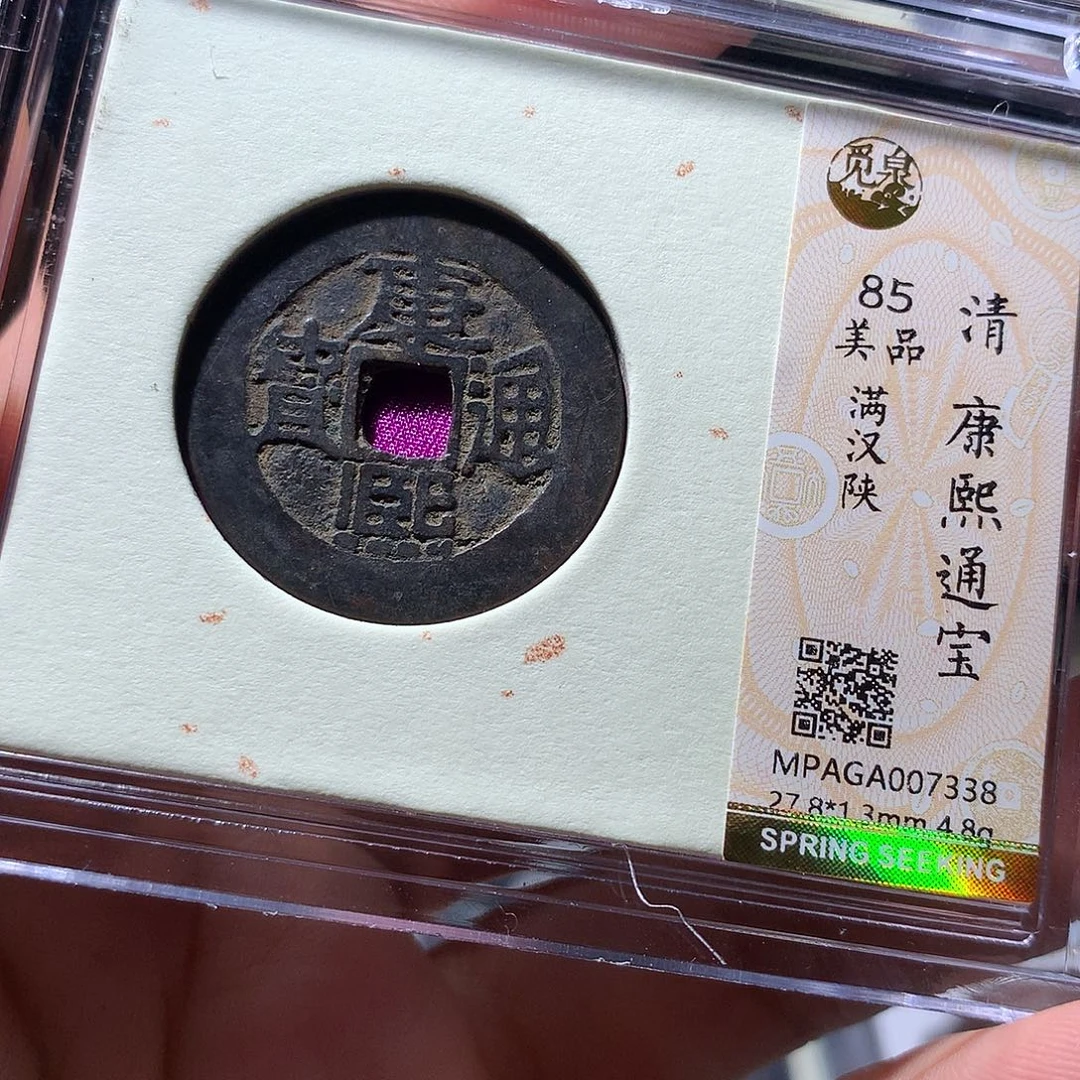 康熙通寶
觅泉
清 康熙通宝
85
美品
满汉陕
MPAGA007338
27.8*1.3mm 4.8g
SPRING SEEKING